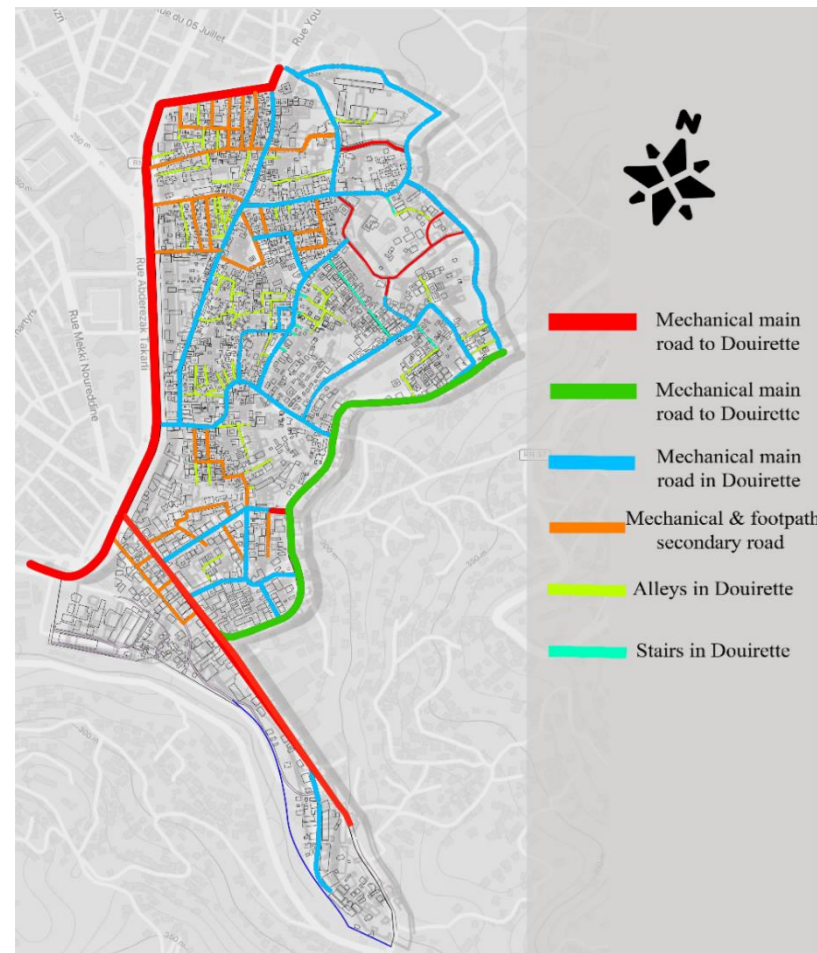 Rue du 05 Juillet
Rue You
N
Rue Abderezak Takarli
Rue Mekki Noureddine
martyrs
Mechanical main
road to Douirette
Mechanical main
road to Douirette
Mechanical main
road in Douirette
Mechanical & footpath
secondary road
Alleys in Douirette
Stairs in Douirette